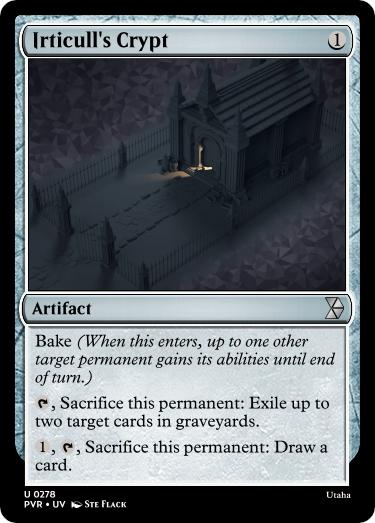 Irticull's Crypt 1
Artifact
Bake (When this enters, up to one other
target permanent gains its abilities until end
of turn.)
, Sacrifice this permanent: Exile up to
two target cards in graveyards.
1, , Sacrifice this permanent: Draw a
card.
U 0278
PVR • UV Ste Flack
Utaha